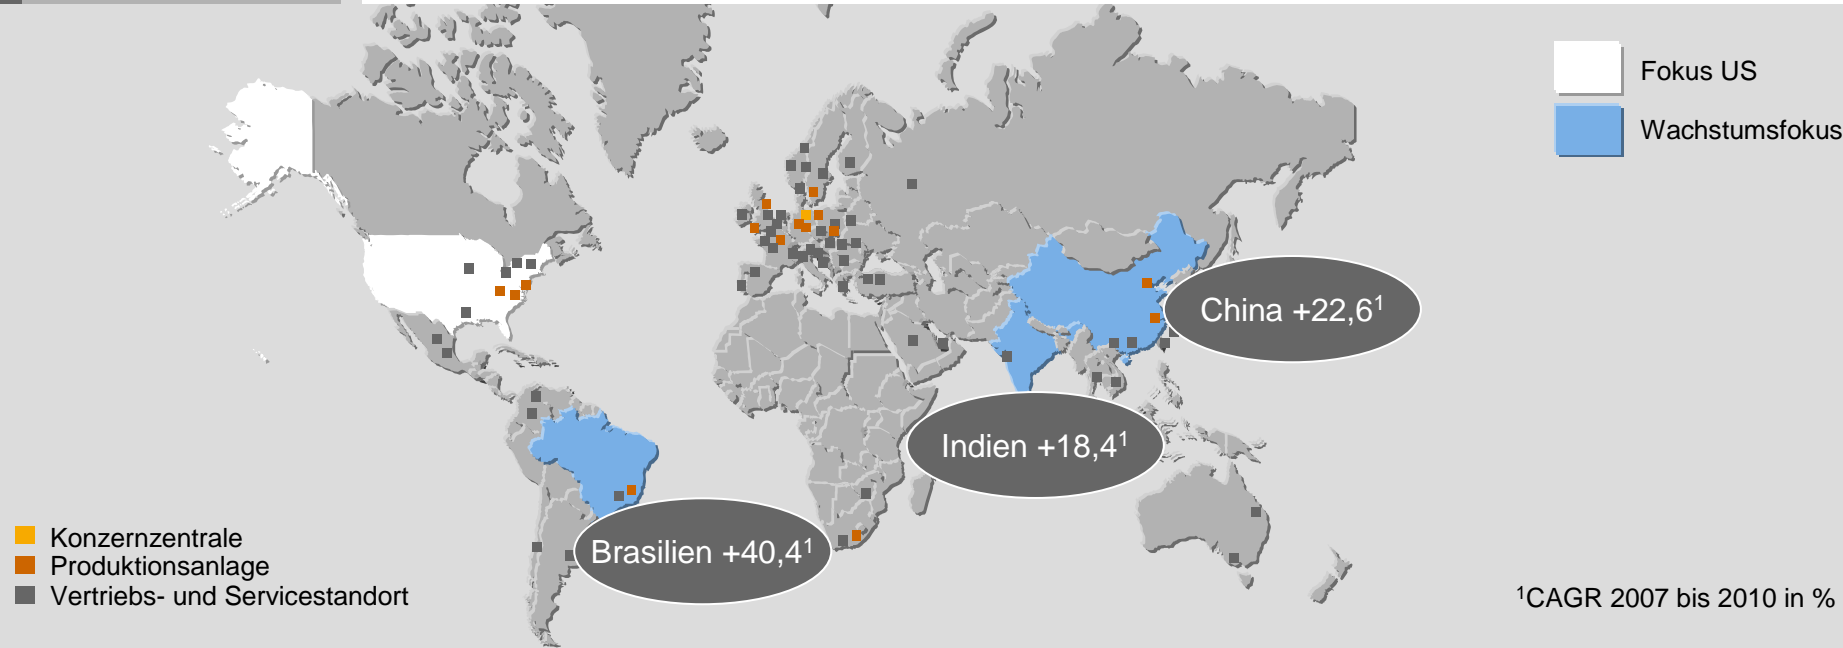 Fokus US
Wachstumsfokus
China +22,6¹
Indien +18,4¹
Brasilien +40,4¹
Konzernzentrale
Produktionsanlage
Vertriebs- und Servicestandort
¹CAGR 2007 bis 2010 in %